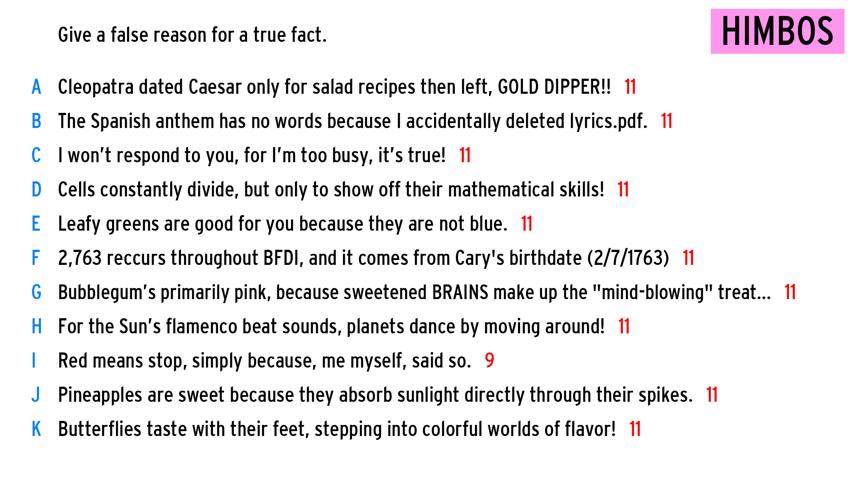 Give a false reason for a true fact.
HIMBOS
A Cleopatra dated Caesar only for salad recipes then left, GOLD DIPPER!! 11
B The Spanish anthem has no words because I accidentally deleted lyrics.pdf. 11
C I won't respond to you, for I'm too busy, it's true! 11
D Cells constantly divide, but only to show off their mathematical skills! 11
E Leafy greens are good for you because they are not blue. 11
F 2,763 reccurs throughout BFDI, and it comes from Cary's birthdate (2/7/1763) 11
G Bubblegum's primarily pink, because sweetened BRAINS make up the "mind-blowing" treat... 11
H For the Sun's flamenco beat sounds, planets dance by moving around! 11
I Red means stop, simply because, me myself, said so. 9
J Pineapples are sweet because they absorb sunlight directly through their spikes. 11
K Butterflies taste with their feet, stepping into colorful worlds of flavor! 11